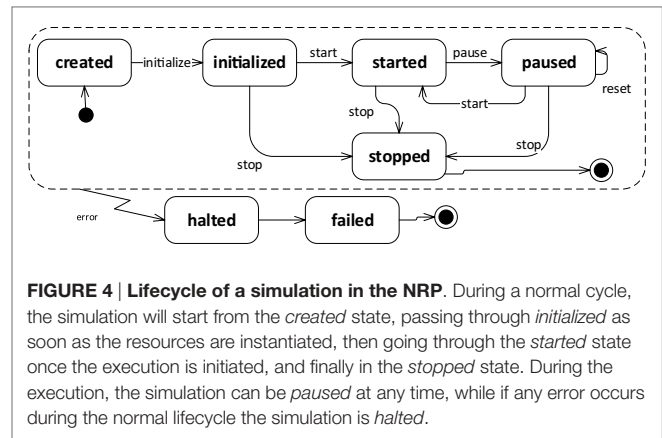 created
initialize
initialized
start
started
pause
paused
reset
start
stop
stop
stop
stopped
error
halted
failed
FIGURE 4 | Lifecycle of a simulation in the NRP. During a normal cycle,
the simulation will start from the created state, passing through initialized as
soon as the resources are instantiated, then going through the started state
once the execution is initiated, and finally in the stopped state. During the
execution, the simulation can be paused at any time, while if any error occurs
during the normal lifecycle the simulation is halted.